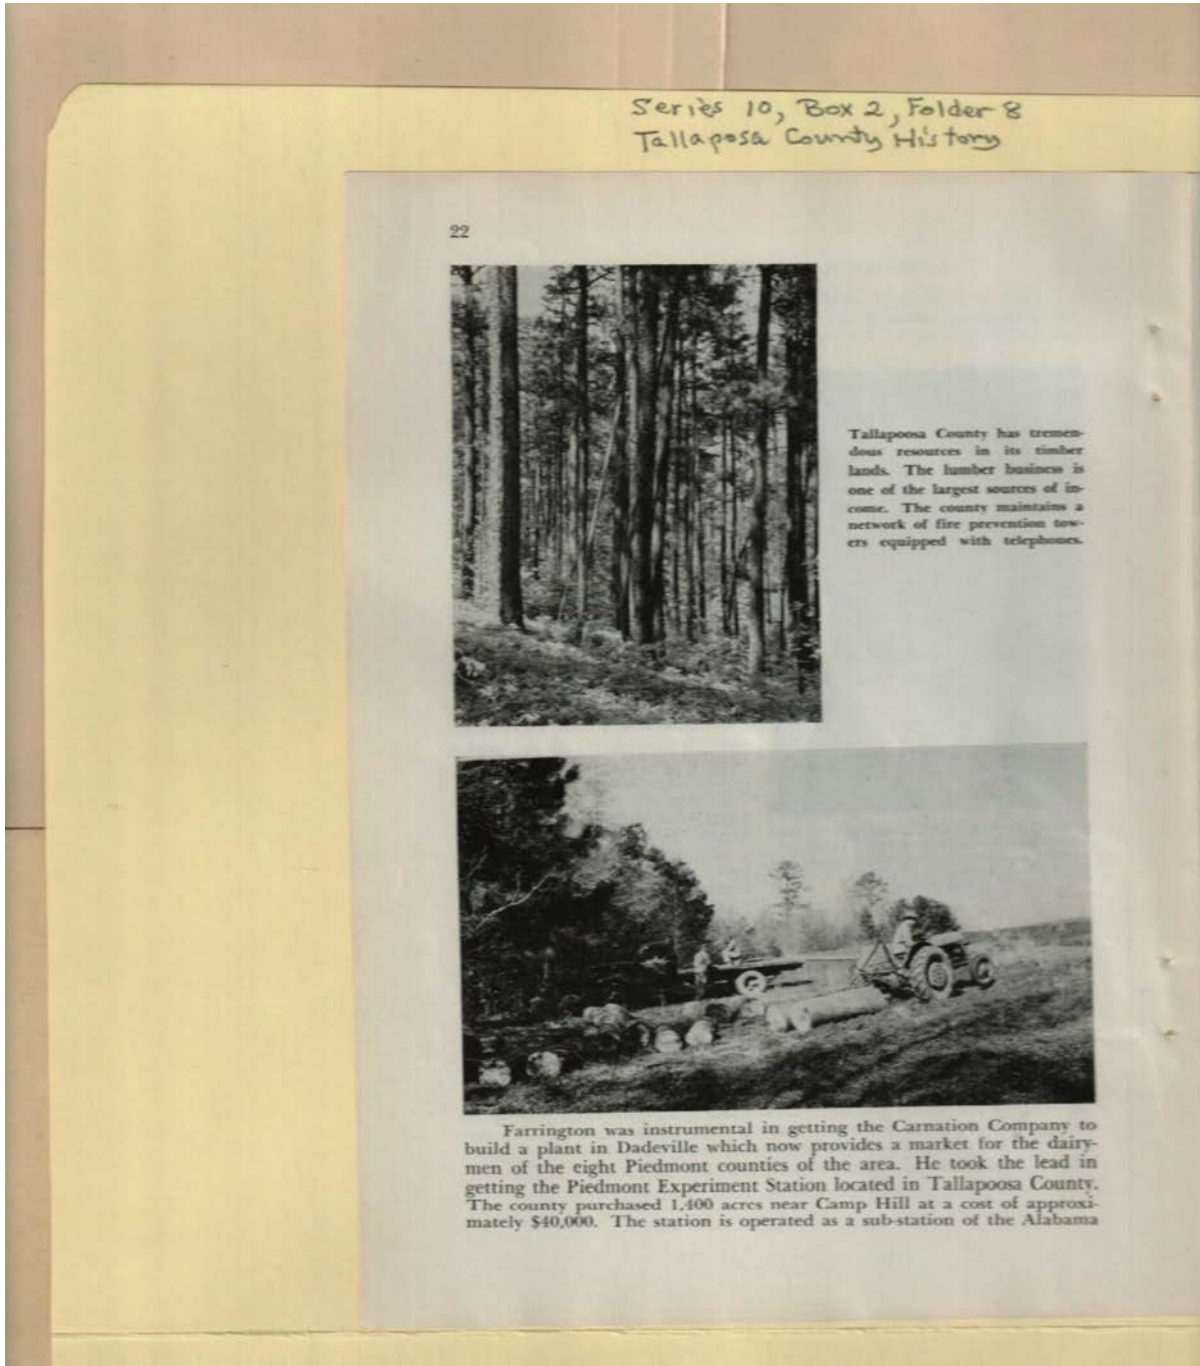 Series 10, Box 2, Folder 8
Tallaposa County History
22
Tallapoosa County has tremen-
dous resources in its timber
lands. The lumber business is
one of the largest sources of in-
come. The county maintains a
network of fire prevention tow-
ers equipped with telephones.
Farrington was instrumental in getting the Carnation Company to
build a plant in Dadeville which now provides a market for the dairy-
men of the eight Piedmont counties of the area. He took the lead in
getting the Piedmont Experiment Station located in Tallapoosa County.
The county purchased 1,400 acres near Camp Hill at a cost of approxi-
mately $40,000. The station is operated as a sub-station of the Alabama